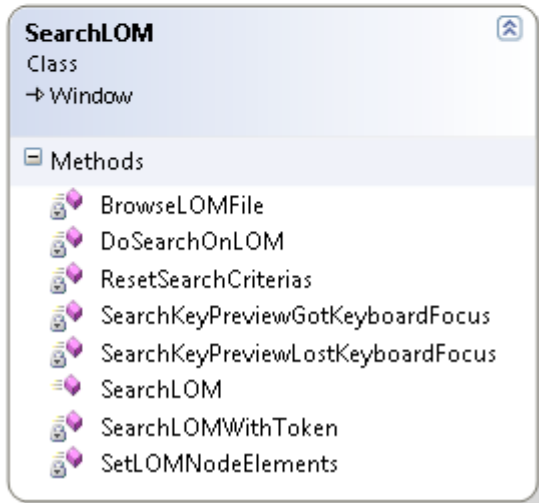 SearchLOM
Class
Window
Methods
BrowseLOMFile
DoSearchOnLOM
ResetSearchCriterias
SearchKeyPreviewGotKeyboardFocus
SearchKeyPreviewLostKeyboardFocus
SearchLOM
SearchLOMWithToken
SetLOMNodeElements